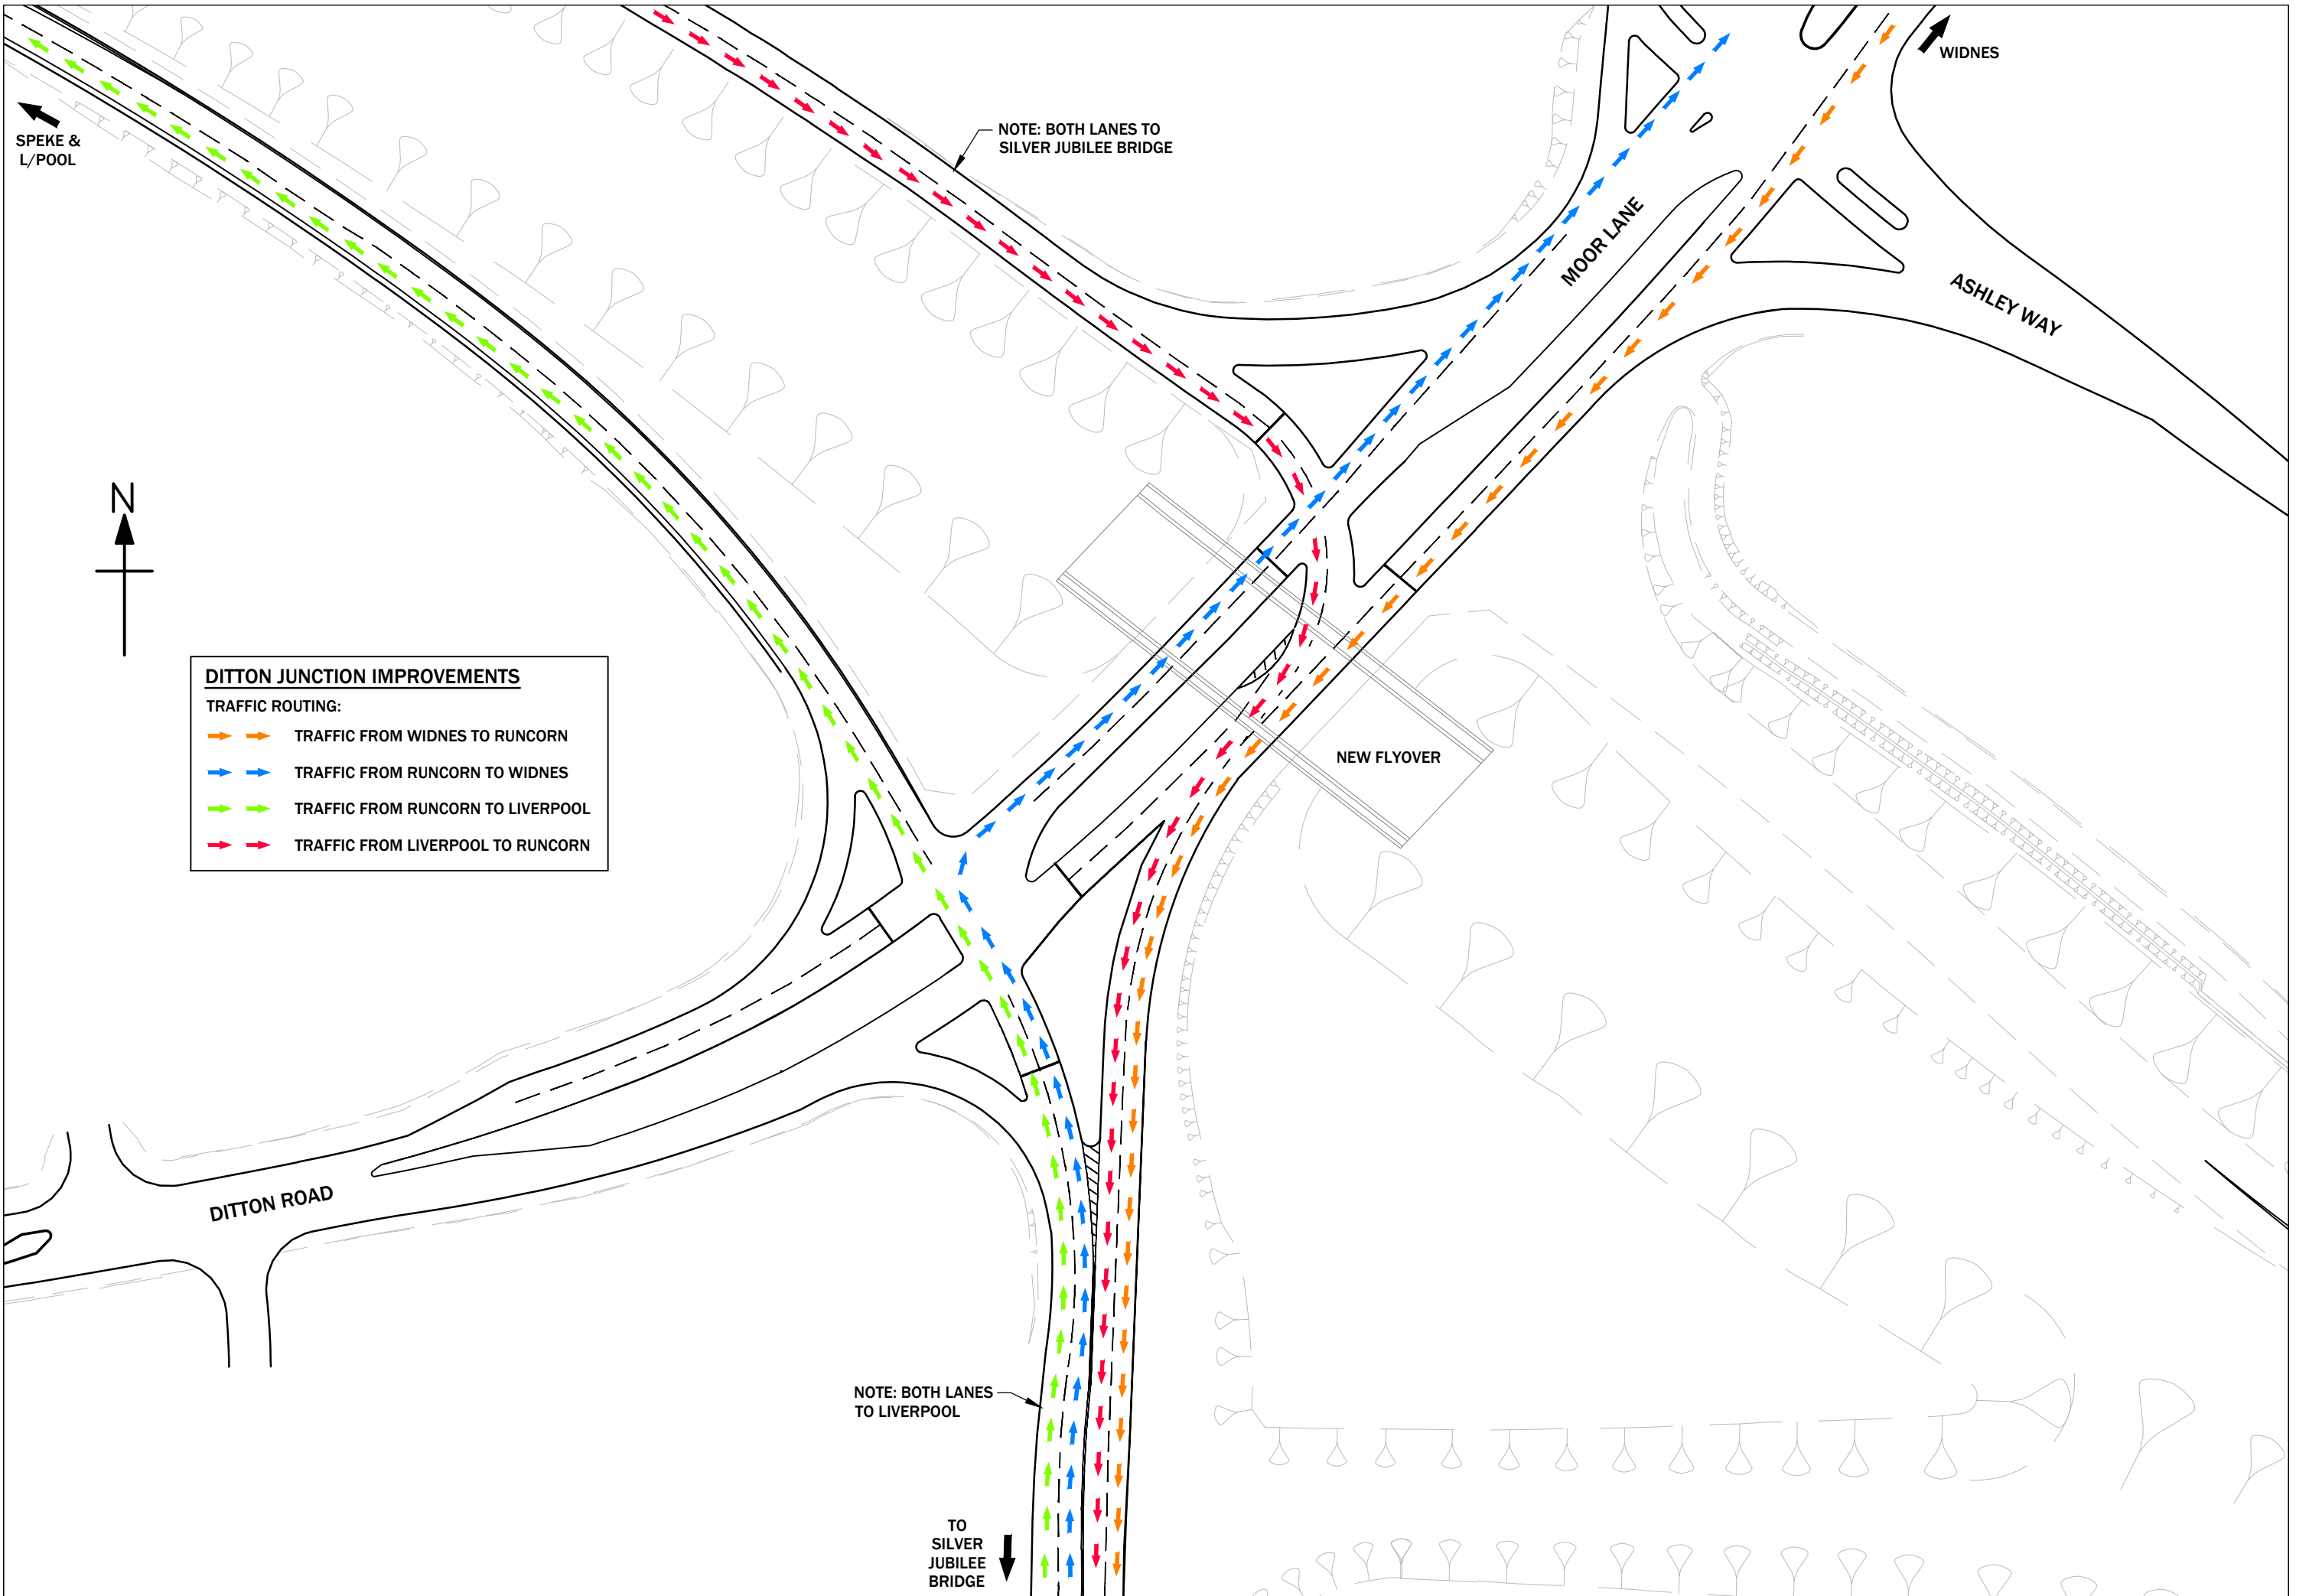 WIDNES
NOTE: BOTH LANES TO
SILVER JUBILEE BRIDGE
SPEKE &
L/POOL
MOOR LANE
ASHLEY WAY
N
DITTON JUNCTION IMPROVEMENTS
TRAFFIC ROUTING:
TRAFFIC FROM WIDNES TO RUNCORN
TRAFFIC FROM RUNCORN TO WIDNES
TRAFFIC FROM RUNCORN TO LIVERPOOL
TRAFFIC FROM LIVERPOOL TO RUNCORN
NEW FLYOVER
DITTON ROAD
NOTE: BOTH LANES
TO LIVERPOOL
TO
SILVER
JUBILEE
BRIDGE